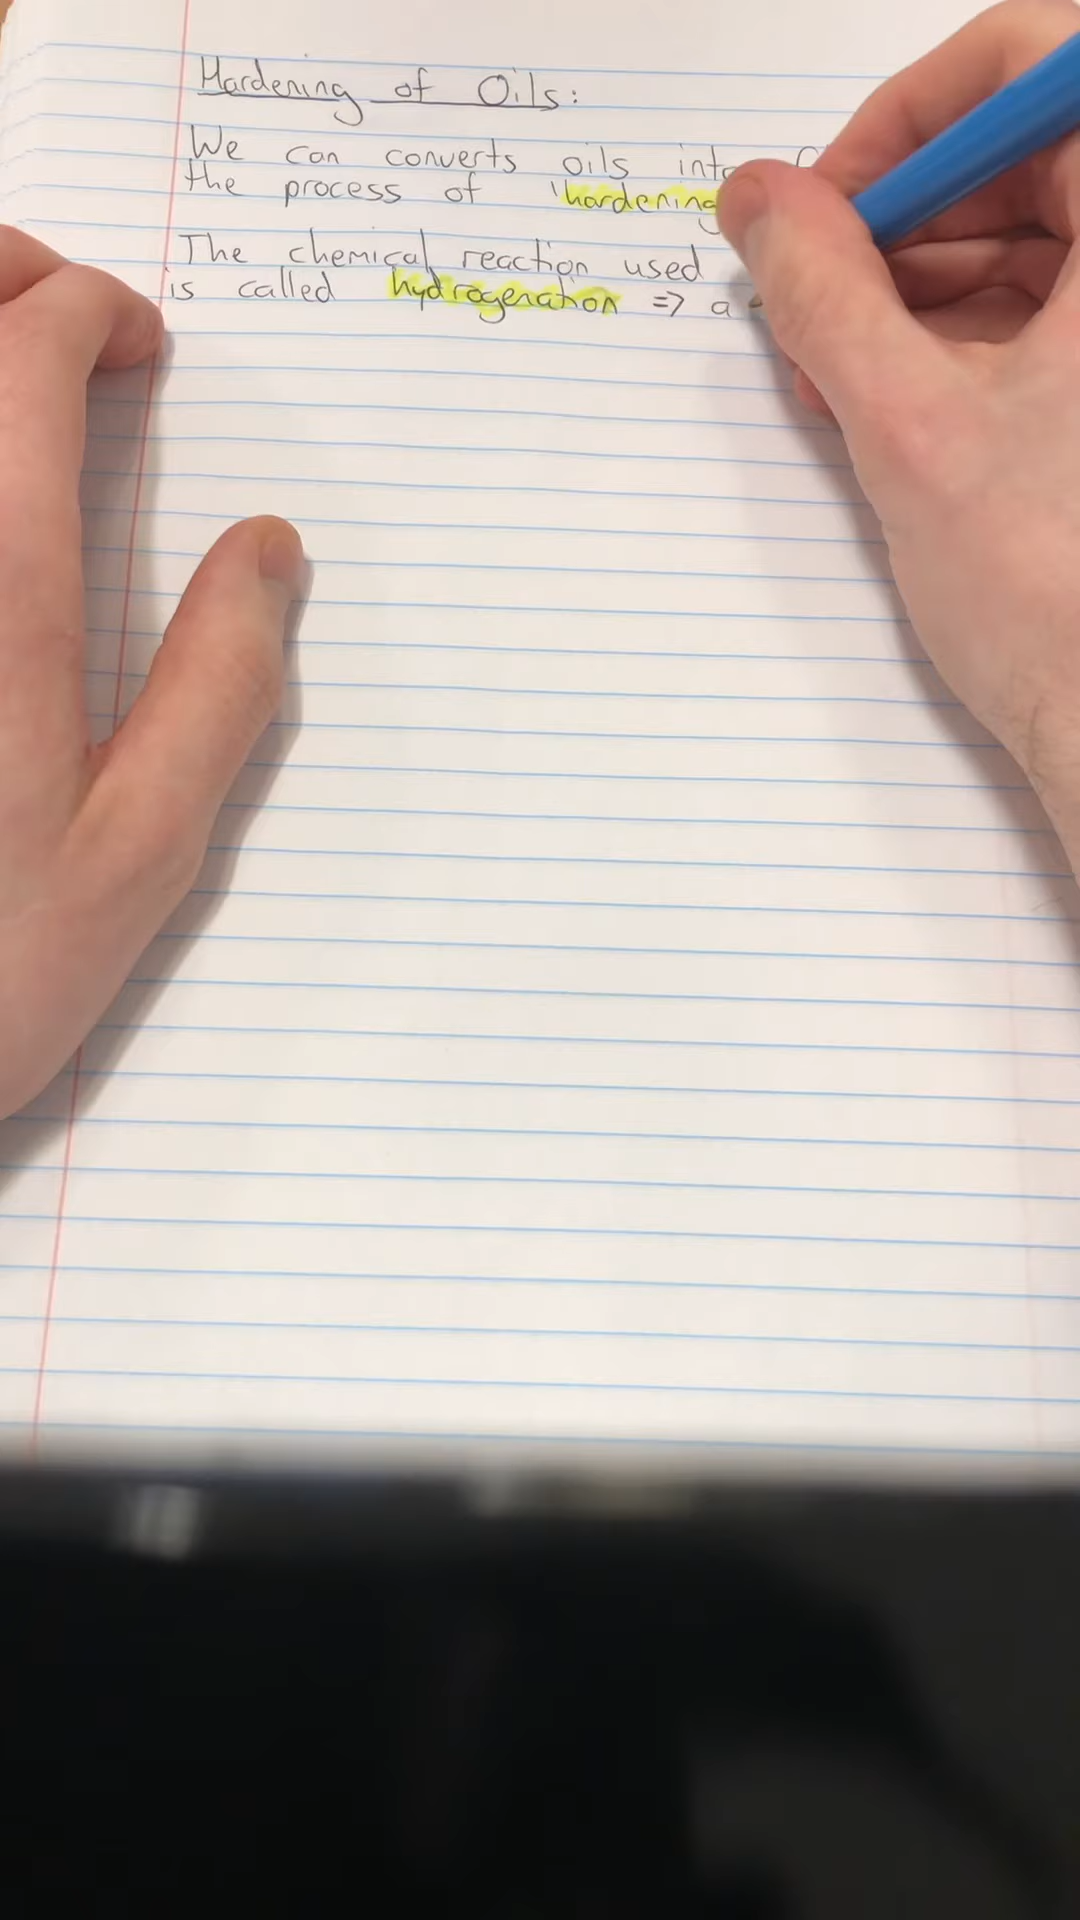 Hardening of Oils:
We can converts oils into
the process of 'hardening
The chemical reaction used
is called hydrogenation => a